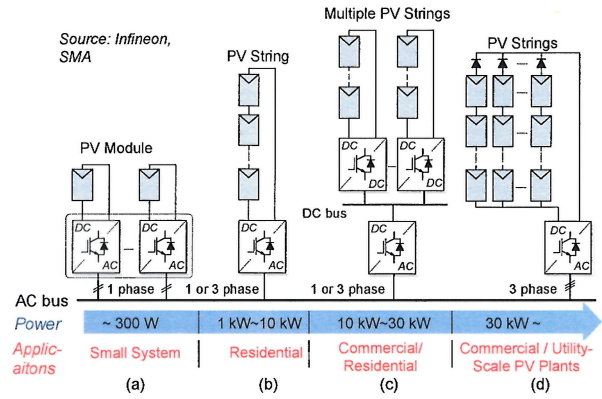 Source: Infineon,
SMA
PV Module
DC
AC
DC
AC
1 phase
PV String
DC
AC
1 or 3 phase
Multiple PV Strings
DC
DC
DC
DC
DC bus
DC
AC
1 or 3 phase
PV Strings
DC
AC
3 phase
AC bus
Power
~ 300 W
1 kW~10 kW
10 kW~30 kW
30 kW ~
Applic-
aitons
Small System
Residential
Commercial/
Residential
Commercial / Utility-
Scale PV Plants
(a)
(b)
(c)
(d)